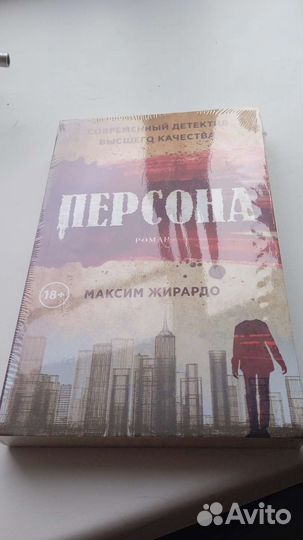 СОВРЕМЕННЫЙ ДЕТЕКТИВ
ВЫСШЕГО КАЧЕСТВА
ПЕРСОНА
РОМАН
18+
МАКСИМ ЖИРАРДО
Avito